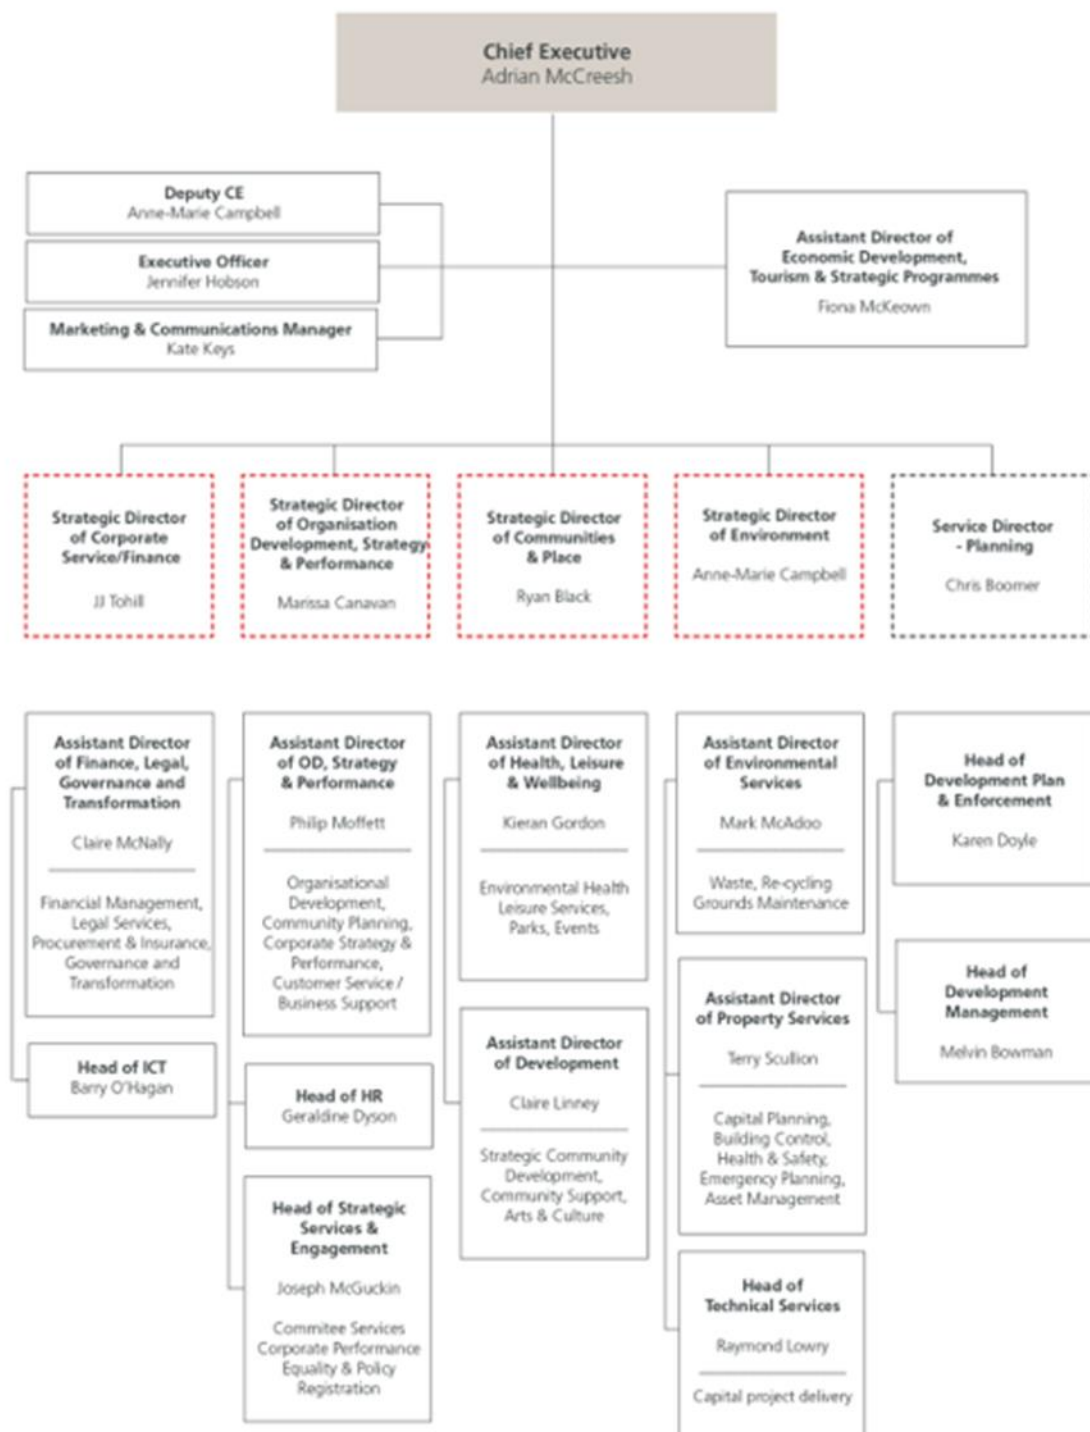 Chief Executive
Adrian McCreesh
Deputy CE
Anne-Marie Campbell
Executive Officer
Jennifer Hobson
Marketing & Communications Manager
Kate Keys
Assistant Director of
Economic Development,
Tourism & Strategic Programmes
Fiona McKeown
Strategic Director
of Corporate
Service/Finance
JJ Tohill
Strategic Director
of Organisation
Development, Strategy
& Performance
Marissa Canavan
Strategic Director
of Communities
& Place
Ryan Black
Strategic Director
of Environment
Anne-Marie Campbell
Service Director
- Planning
Chris Boomer
Assistant Director
of Finance, Legal,
Governance and
Transformation
Claire McNally
Financial Management,
Legal Services,
Procurement & Insurance,
Governance and
Transformation
Head of ICT
Barry O'Hagan
Assistant Director
of OD, Strategy
& Performance
Philip Moffett
Organisational
Development,
Community Planning,
Corporate Strategy &
Performance,
Customer Service /
Business Support
Head of HR
Geraldine Dyson
Head of Strategic
Services &
Engagement
Joseph McGuckin
Commitee Services
Corporate Performance
Equality & Policy
Registration
Assistant Director
of Health, Leisure
& Wellbeing
Kieran Gordon
Environmental Health
Leisure Services,
Parks, Events
Assistant Director
of Development
Claire Linney
Strategic Community
Development,
Community Support,
Arts & Culture
Assistant Director
of Environmental
Services
Mark McAdoo
Waste, Re-cycling
Grounds Maintenance
Assistant Director
of Property Services
Terry Scullion
Capital Planning,
Building Control,
Health & Safety,
Emergency Planning,
Asset Management
Head of
Technical Services
Raymond Lowry
Capital project delivery
Head of
Development Plan
& Enforcement
Karen Doyle
Head of
Development
Management
Melvin Bowman